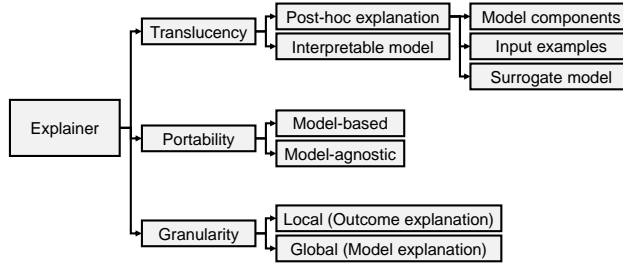 Explainer
Translucency
Post-hoc explanation
Model components
Input examples
Surrogate model
Interpretable model
Portability
Model-based
Model-agnostic
Granularity
Local (Outcome explanation)
Global (Model explanation)